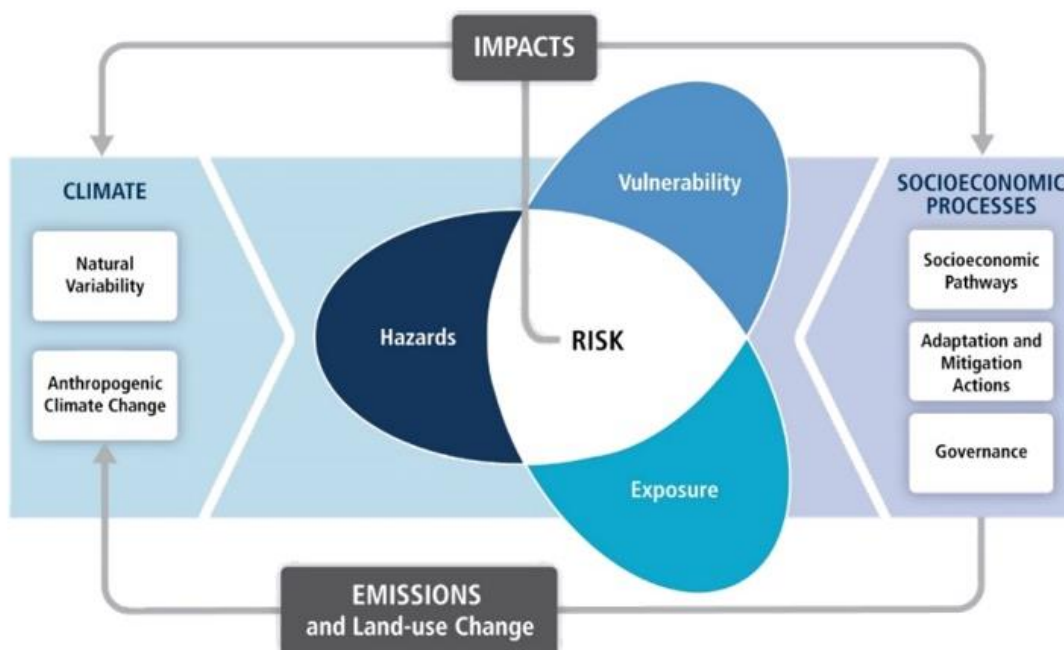 IMPACTS
CLIMATE
Natural
Variability
Anthropogenic
Climate Change
Hazards
Vulnerability
RISK
Exposure
SOCIOECONOMIC
PROCESSES
Socioeconomic
Pathways
Adaptation and
Mitigation
Actions
Governance
EMISSIONS
and Land-use Change